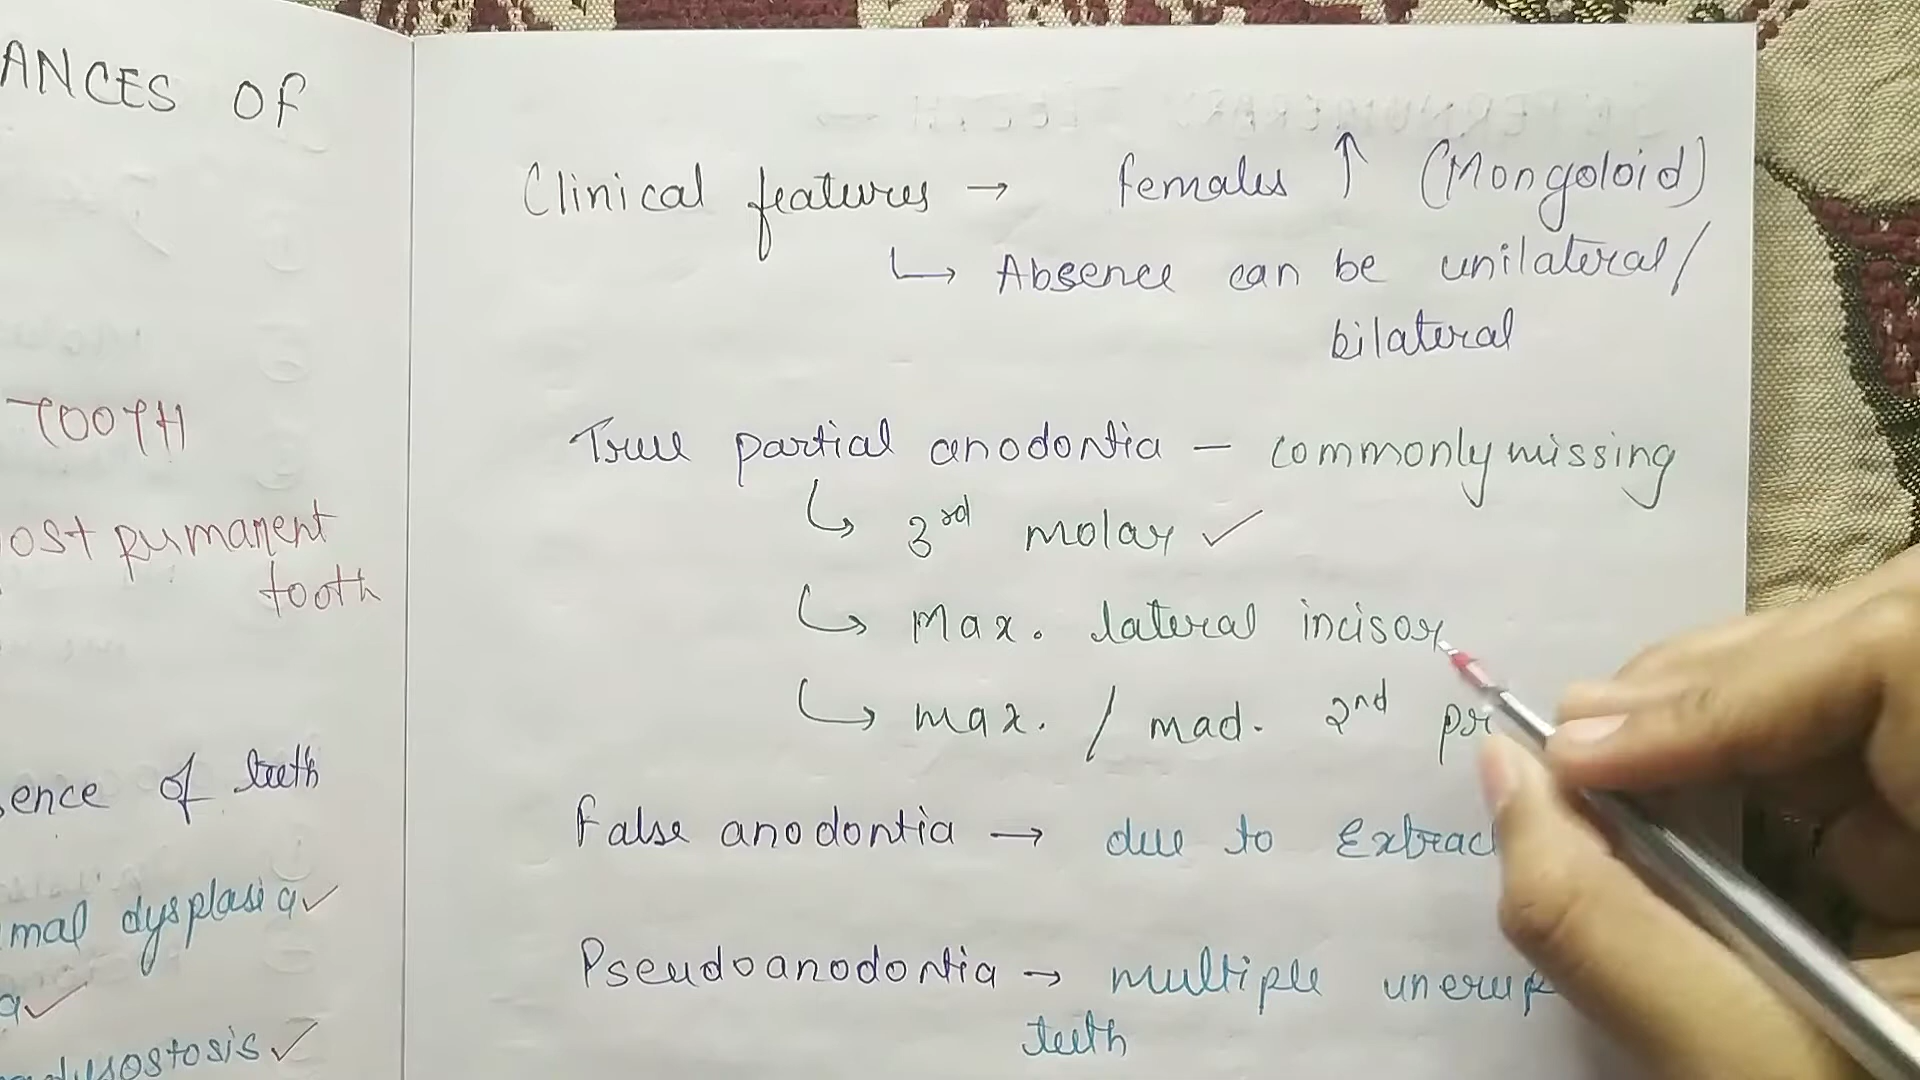 ANCES OF
TOOTH
ost permanent
tooth
ence of teeth
mal dysplasia✓
a✓
dysostosis✓
Clinical features → females ↑ (Mongoloid)
↳ Absence can be unilateral/
bilateral
True partial anodontia - commonly missing
↳ 3rd molar ✓
↳ Max. lateral incisor
↳ max. / mad. 2nd p
False anodontia → due to Extrac
Pseudoanodontia → multiple unerup
teeth